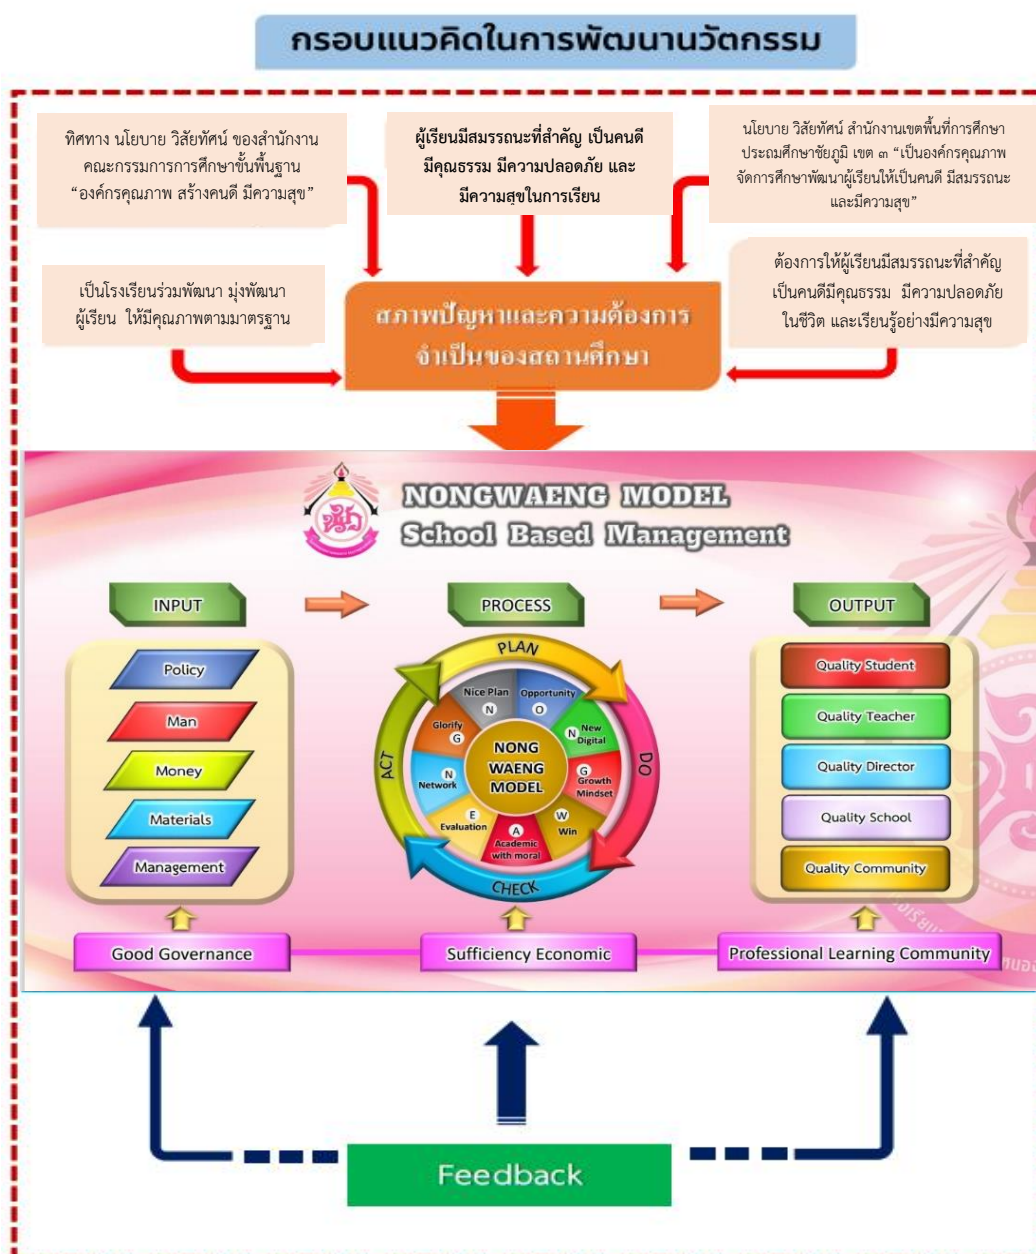 กรอบแนวคิดในการพัฒนานวัตกรรม
ทิศทาง นโยบาย วิสัยทัศน์ ของสำนักงาน
คณะกรรมการการศึกษาขั้นพื้นฐาน
“องค์กรคุณภาพ สร้างคนดี มีความสุข”
ผู้เรียนมีสมรรถนะที่สำคัญ เป็นคนดี
มีคุณธรรม มีความปลอดภัย และ
มีความสุขในการเรียน
นโยบาย วิสัยทัศน์ สำนักงานเขตพื้นที่การศึกษา
ประถมศึกษาชัยภูมิ เขต ๓ “เป็นองค์กรคุณภาพ
จัดการศึกษาพัฒนาผู้เรียนให้เป็นคนดี มีสมรรถนะ
และมีความสุข”
เป็นโรงเรียนร่วมพัฒนา มุ่งพัฒนา
ผู้เรียน ให้มีคุณภาพตามมาตรฐาน
สภาพปัญหาและความต้องการ
จำเป็นของสถานศึกษา
ต้องการให้ผู้เรียนมีสมรรถนะที่สำคัญ
เป็นคนดีมีคุณธรรม มีความปลอดภัย
ในชีวิต และเรียนรู้อย่างมีความสุข
NONGWAENG MODEL
School Based Management
INPUT
PROCESS
OUTPUT
Policy
Man
Money
Materials
Management
PLAN
DO
CHECK
ACT
Nice Plan
N
Opportunity
O
N New
Digital
G
Growth
Mindset
W
Win
A
Academic
with moral
E
Evaluation
N
Network
Glorify
G
NONG
WAENG
MODEL
Quality Student
Quality Teacher
Quality Director
Quality School
Quality Community
Good Governance
Sufficiency Economic
Professional Learning Community
Feedback